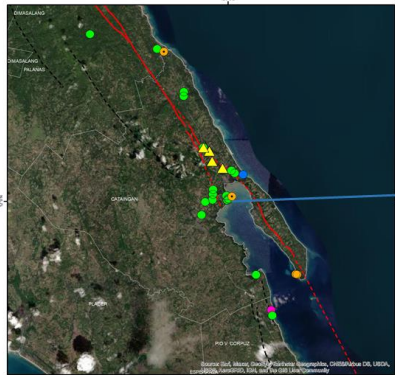 DIMASALANG
DIMASALANG
PALANAS
CATAINGAN
PLACER
PIO V. CORPUZ
ESPERANZA
Source: Esri, Maxar, GeoEye, Earthstar Geographics, CNES/Airbus DS, USDA,
USGS, AeroGRID, IGN, and the GIS User Community